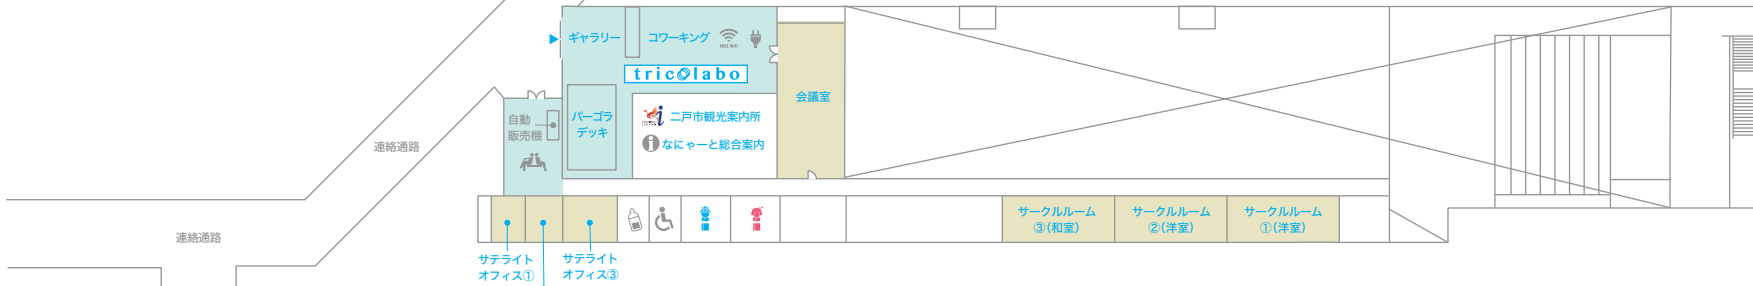 ギャラリー
コワーキング
FREE WIFI
tricolabo
会議室
自動
販売機
パーゴラ
デッキ
二戸市観光案内所
なにゃーと総合案内
連絡通路
連絡通路
サークルルーム
③(和室)
サークルルーム
②(洋室)
サークルルーム
①(洋室)
サテライト
オフィス①
サテライト
オフィス③